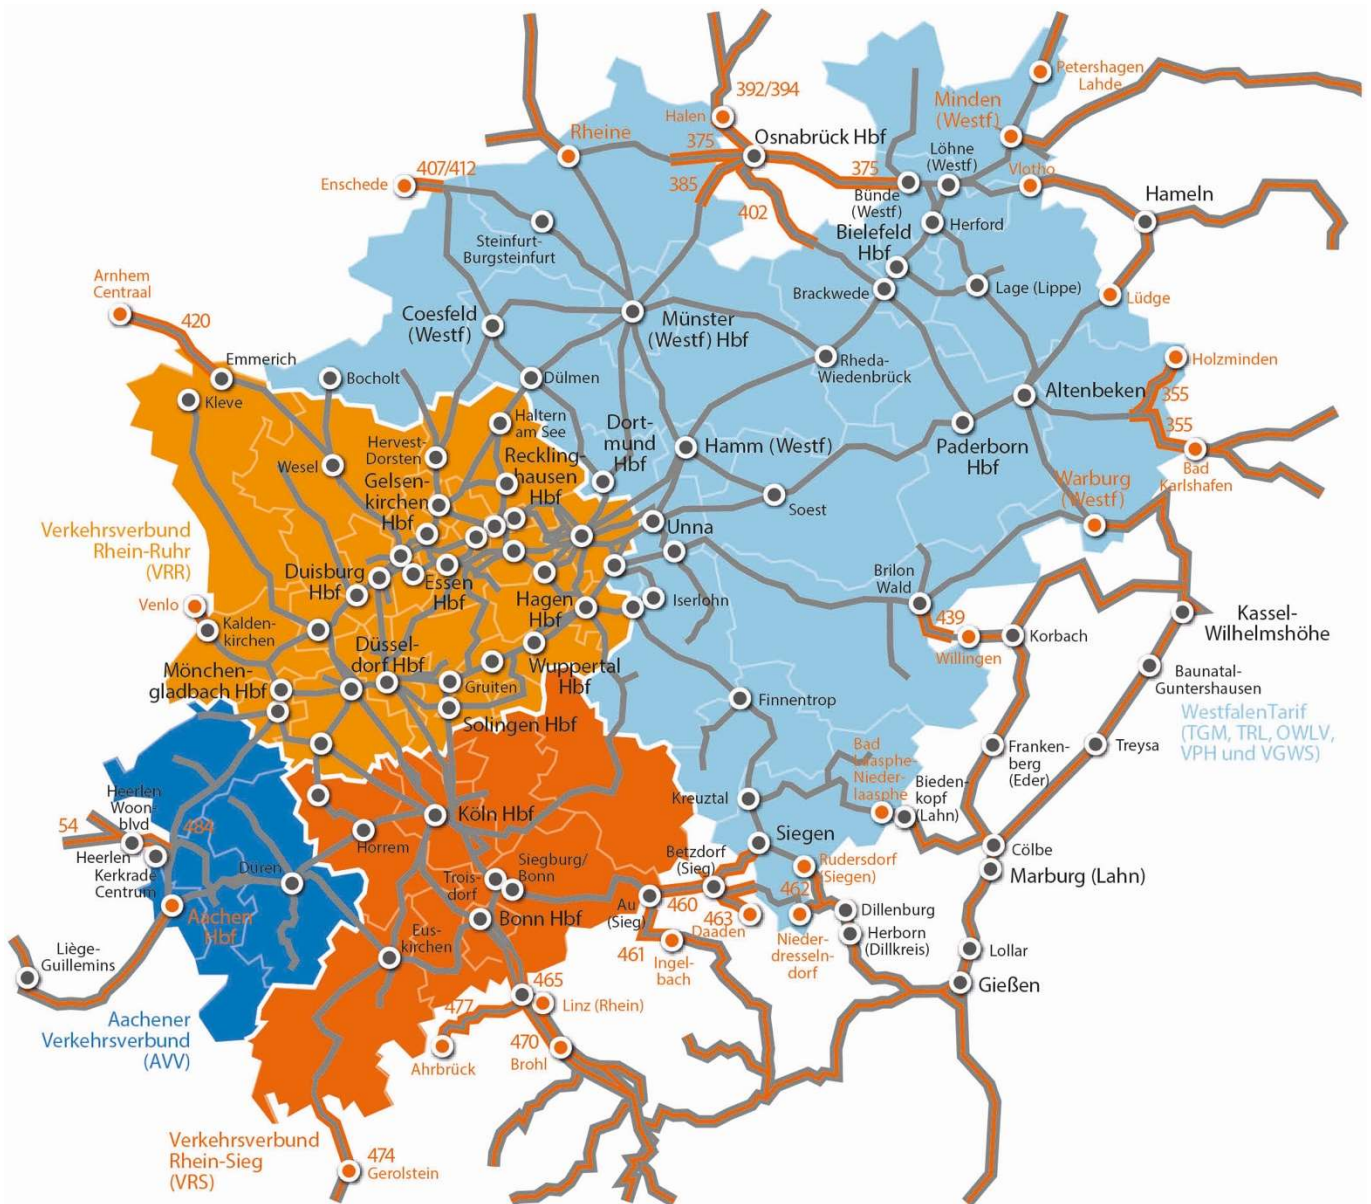 392/394
Petershagen
Lahde
Halen
Minden
(Westf)
Rheine
375
Osnabrück Hbf
Löhne
(Westf)
407/412
Enschede
385
375
Vlotho
402
Bünde
(Westf)
Hameln
Steinfurt-
Burgsteinfurt
Bielefeld
Hbf
Herford
Arnhem
Centraal
420
Coesfeld
(Westf)
Münster
(Westf) Hbf
Brackwede
Lage (Lippe)
Lüdge
Emmerich
Bocholt
Dülmen
Rheda-
Wiedenbrück
Holzminden
Kleve
Altenbeken
355
355
Haltern
am See
Dort-
mund
Hbf
Hamm (Westf)
Paderborn
Hbf
Bad
Karlshafen
Wesel
Hervest-
Dorsten
Reckling-
hausen
Hbf
Gelsen-
kirchen
Hbf
Soest
Warburg
(Westf)
Verkehrsverbund
Rhein-Ruhr
(VRR)
Unna
Duisburg
Hbf
Essen
Hbf
Hagen
Hbf
Iserlohn
Brilon
Wald
Venlo
Kalden-
kirchen
439
Willingen
Korbach
Kassel-
Wilhelmshöhe
Düssel-
dorf Hbf
Mönchen-
gladbach Hbf
Gruiten
Wuppertal
Hbf
Solingen Hbf
Finnentrop
Baunatal-
Guntershausen
WestfalenTarif
(TGM, TRL, OWLV,
VPH und VGWS)
Bad
Laasphe-
Nieder-
laasphe
Franken-
berg
(Eder)
Treysa
Bieden-
kopf
(Lahn)
Heerlen
Woon-
blvd
54
484
Heerlen
Kerkrade
Centrum
Düren
Horrem
Köln Hbf
Kreuztal
Siegen
Betzdorf
(Sieg)
Rudersdorf
(Siegen)
Cölbe
Marburg (Lahn)
Siegburg/
Bonn
Trois-
dorf
Aachen
Hbf
Bonn Hbf
Au
(Sieg)
460
463
Daaden
462
Nieder-
dresseln-
dorf
Dillenburg
Herborn
(Dillkreis)
Eus-
kirchen
461
Ingel-
bach
Lollar
Gießen
Liège-
Guillemins
465
Linz (Rhein)
477
470
Brohl
Ahrbrück
Aachener
Verkehrsverbund
(AVV)
Verkehrsverbund
Rhein-Sieg
(VRS)
474
Gerolstein